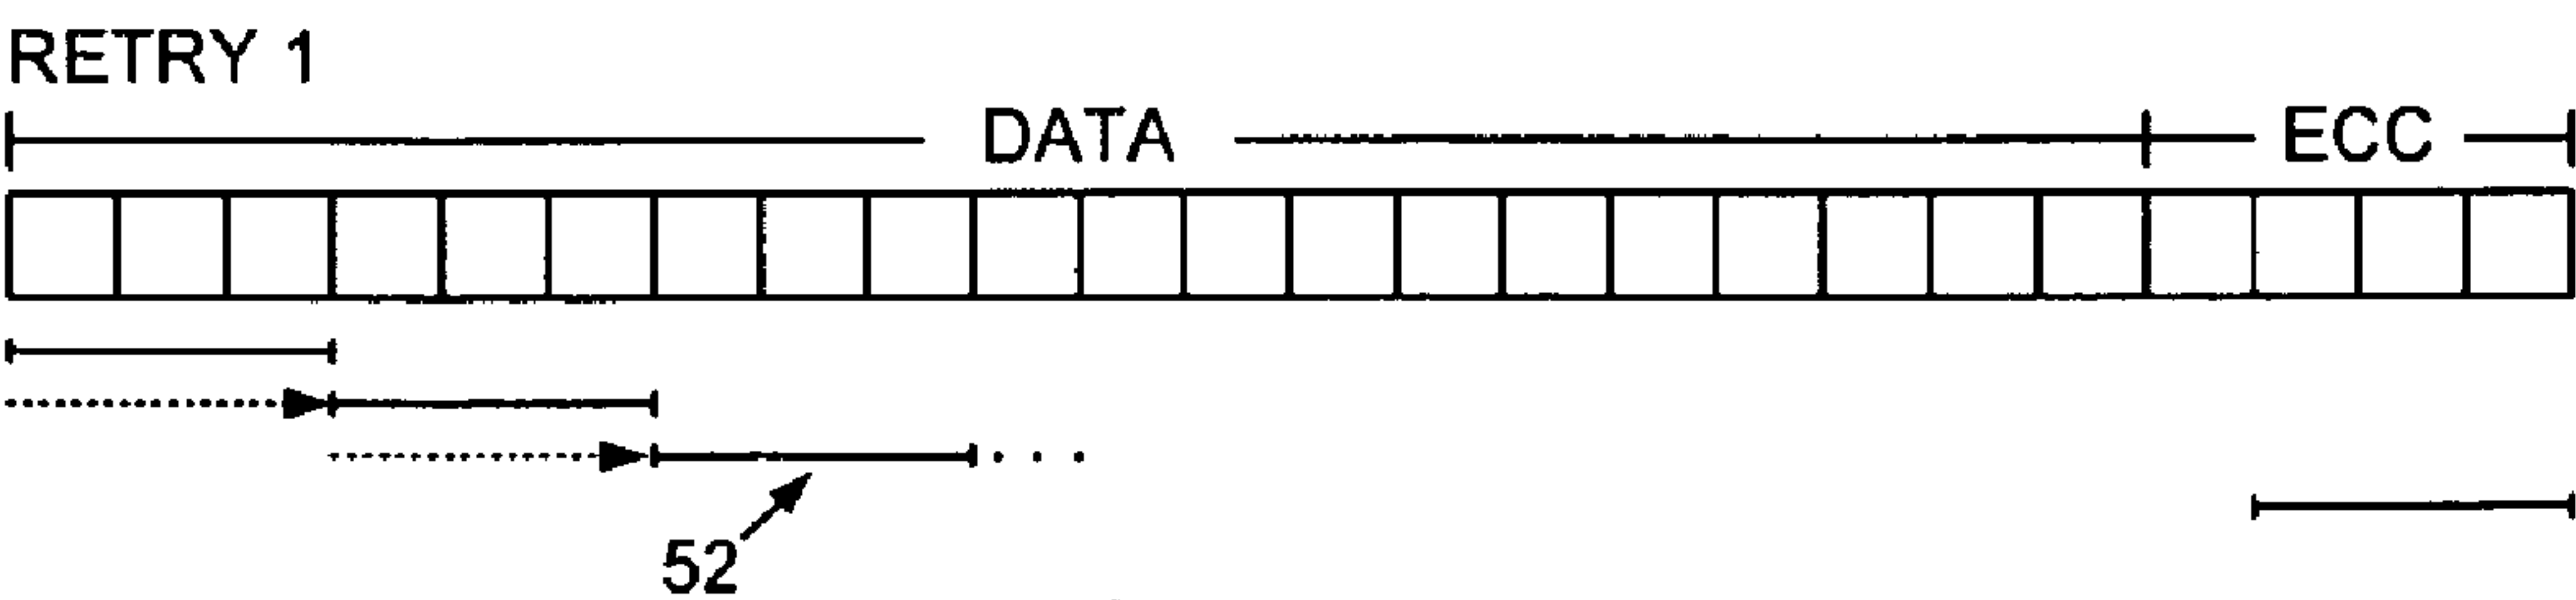 RETRY 1
DATA ECC
. . .
52